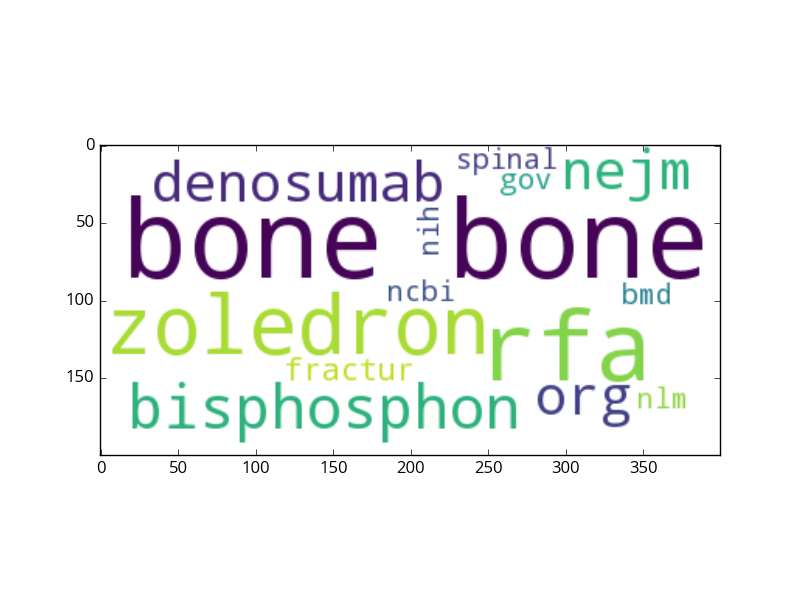 0
spinal
denosumab
gov
nejm
50
bone
nih
bone
100
ncbi
bmd
zoledron
rfa
fractur
150
bisphosphon
org
nlm
0 50 100 150 200 250 300 350